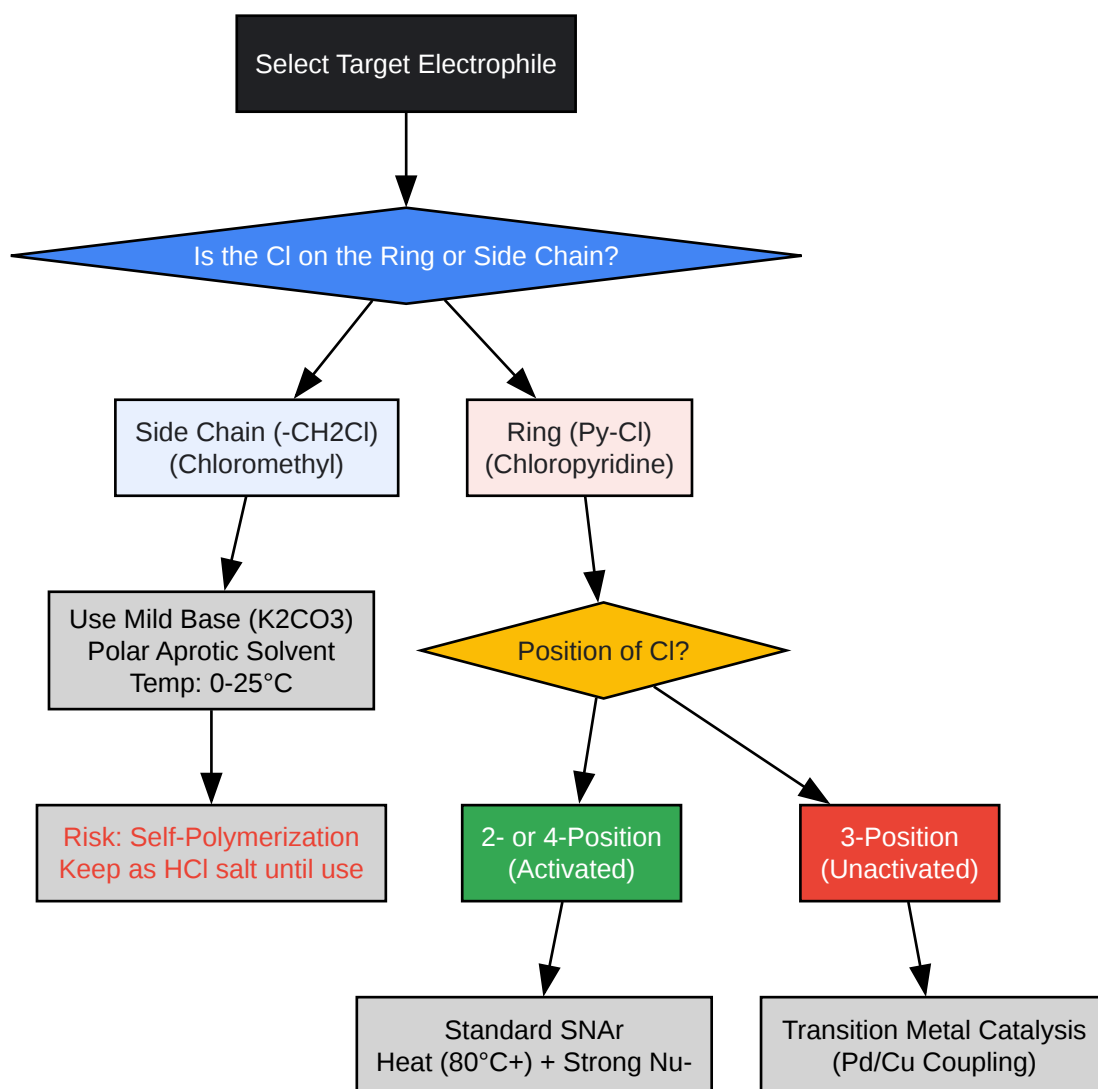 Select Target Electrophile
Is the Cl on the Ring or Side Chain?
Side Chain (-CH2Cl)
(Chloromethyl)
Ring (Py-Cl)
(Chloropyridine)
Use Mild Base (K2CO3)
Polar Aprotic Solvent
Temp: 0-25°C
Position of Cl?
Risk: Self-Polymerization
Keep as HCl salt until use
2- or 4-Position
(Activated)
3-Position
(Unactivated)
Standard SNAr
Heat (80°C+) + Strong Nu-
Transition Metal Catalysis
(Pd/Cu Coupling)